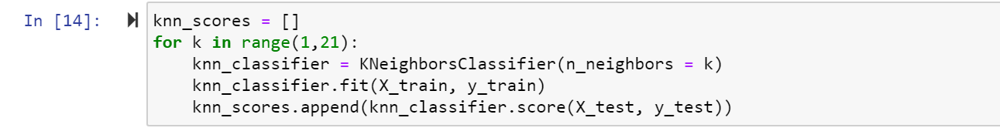 In [14]: knn_scores = []
for k in range(1,21):
    knn_classifier = KNeighborsClassifier(n_neighbors = k)
    knn_classifier.fit(X_train, y_train)
    knn_scores.append(knn_classifier.score(X_test, y_test))